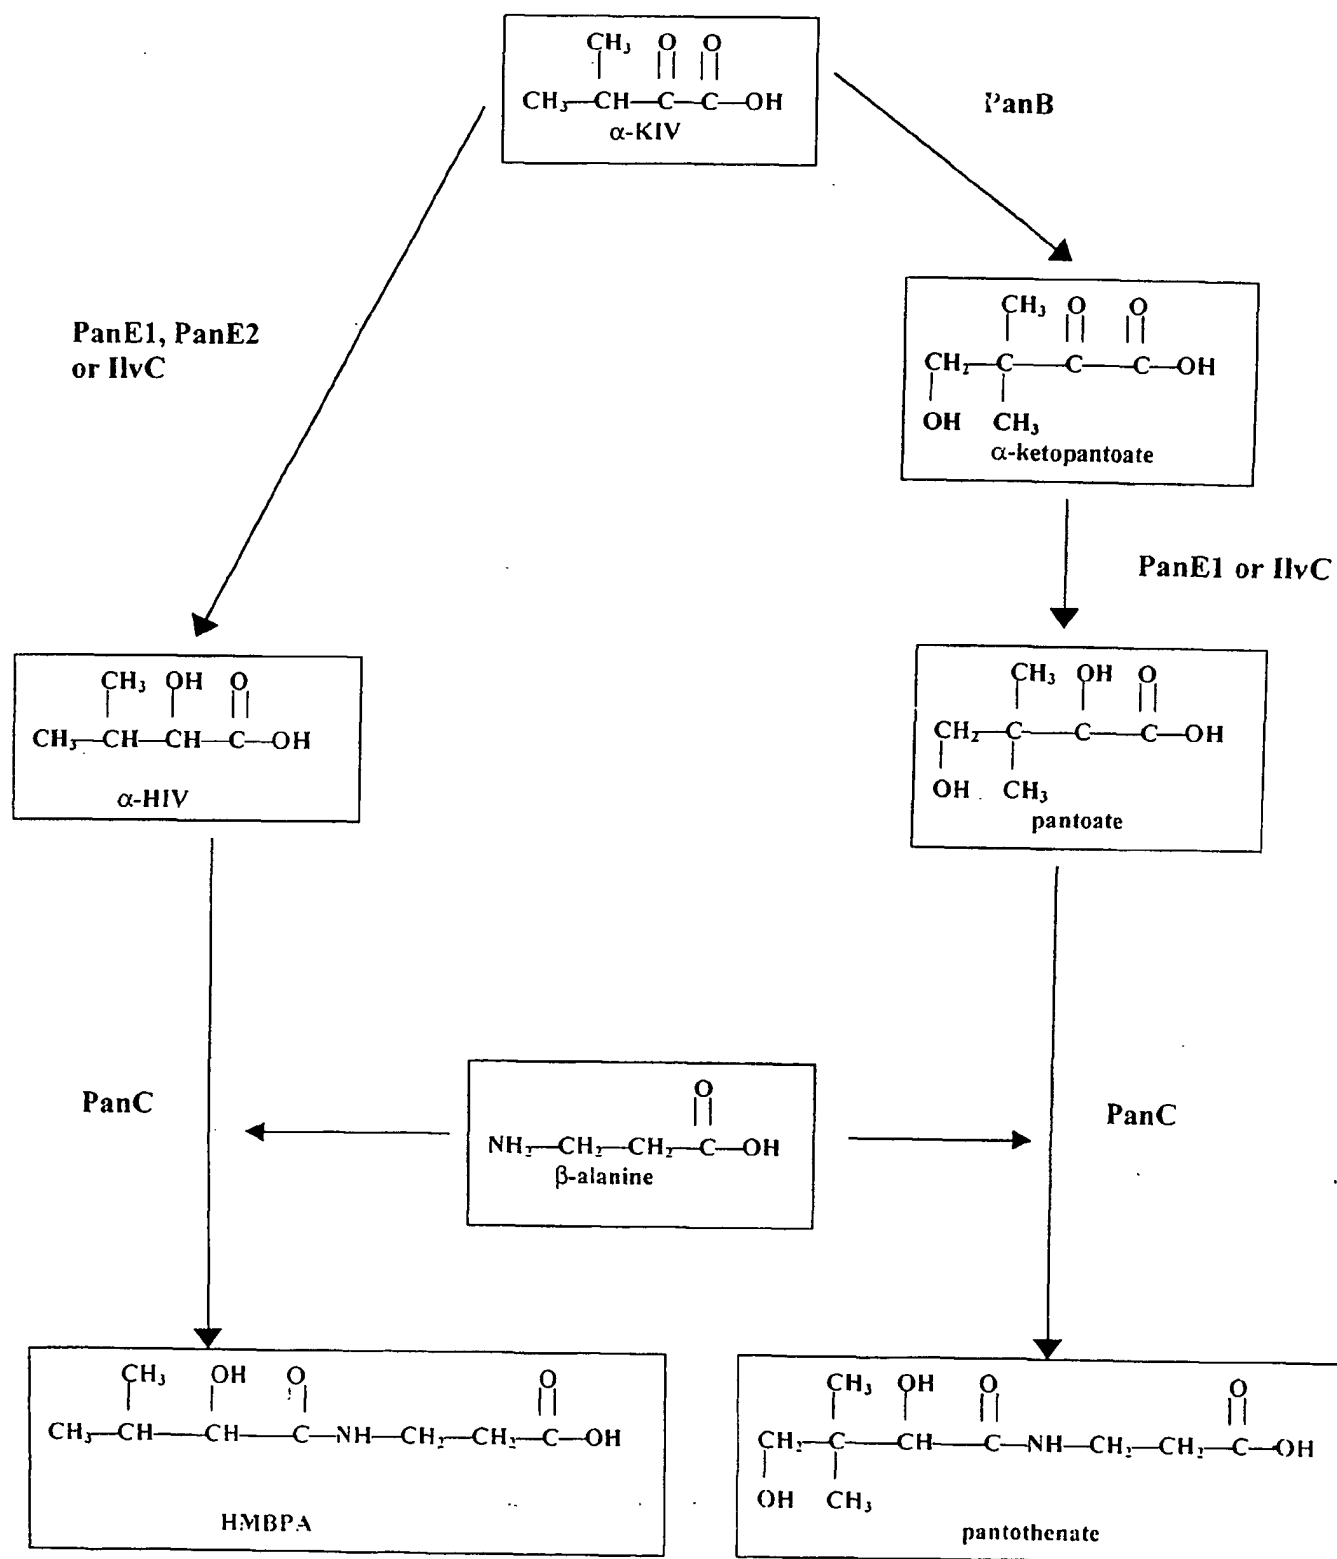 CH₃ O O
CH₃—CH—C—C—OH
α-KIV
PanB
PanE1, PanE2
or IlvC
CH₃ O O
CH₂—C—C—C—OH
OH CH₃
α-ketopantoate
PanE1 or IlvC
CH₃ OH O
CH₃—CH—CH—C—OH
α-HIV
CH₃ OH O
CH₂—C—C—C—OH
OH CH₃
pantoate
PanC
O
NH₂—CH₂—CH₂—C—OH
β-alanine
PanC
CH₃ OH O O
CH₃—CH—CH—C—NH—CH₂—CH₂—C—OH
HMBPA
CH₃ OH O O
CH₂—C—CH—C—NH—CH₂—CH₂—C—OH
OH CH₃
pantothenate